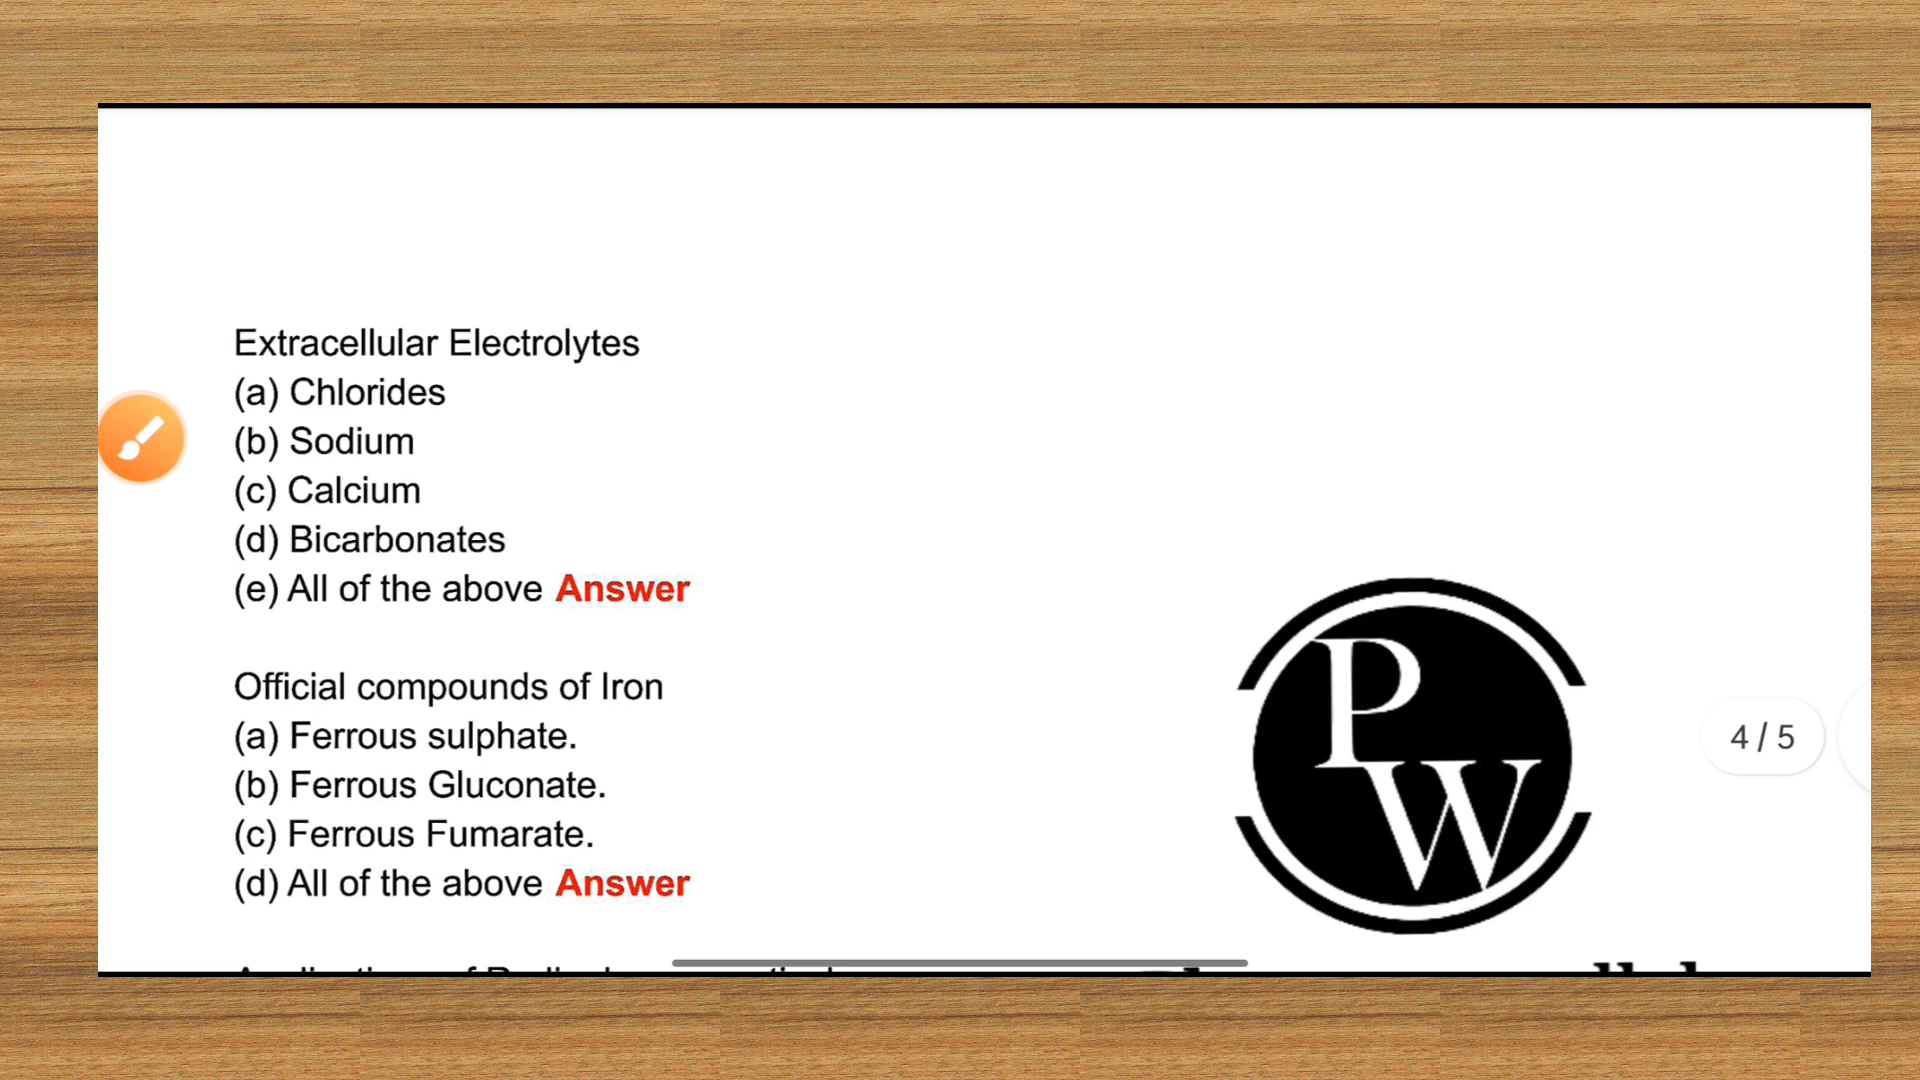 Extracellular Electrolytes
(a) Chlorides
(b) Sodium
(c) Calcium
(d) Bicarbonates
(e) All of the above Answer
Official compounds of Iron
(a) Ferrous sulphate.
(b) Ferrous Gluconate.
(c) Ferrous Fumarate.
(d) All of the above Answer
PW
4 / 5